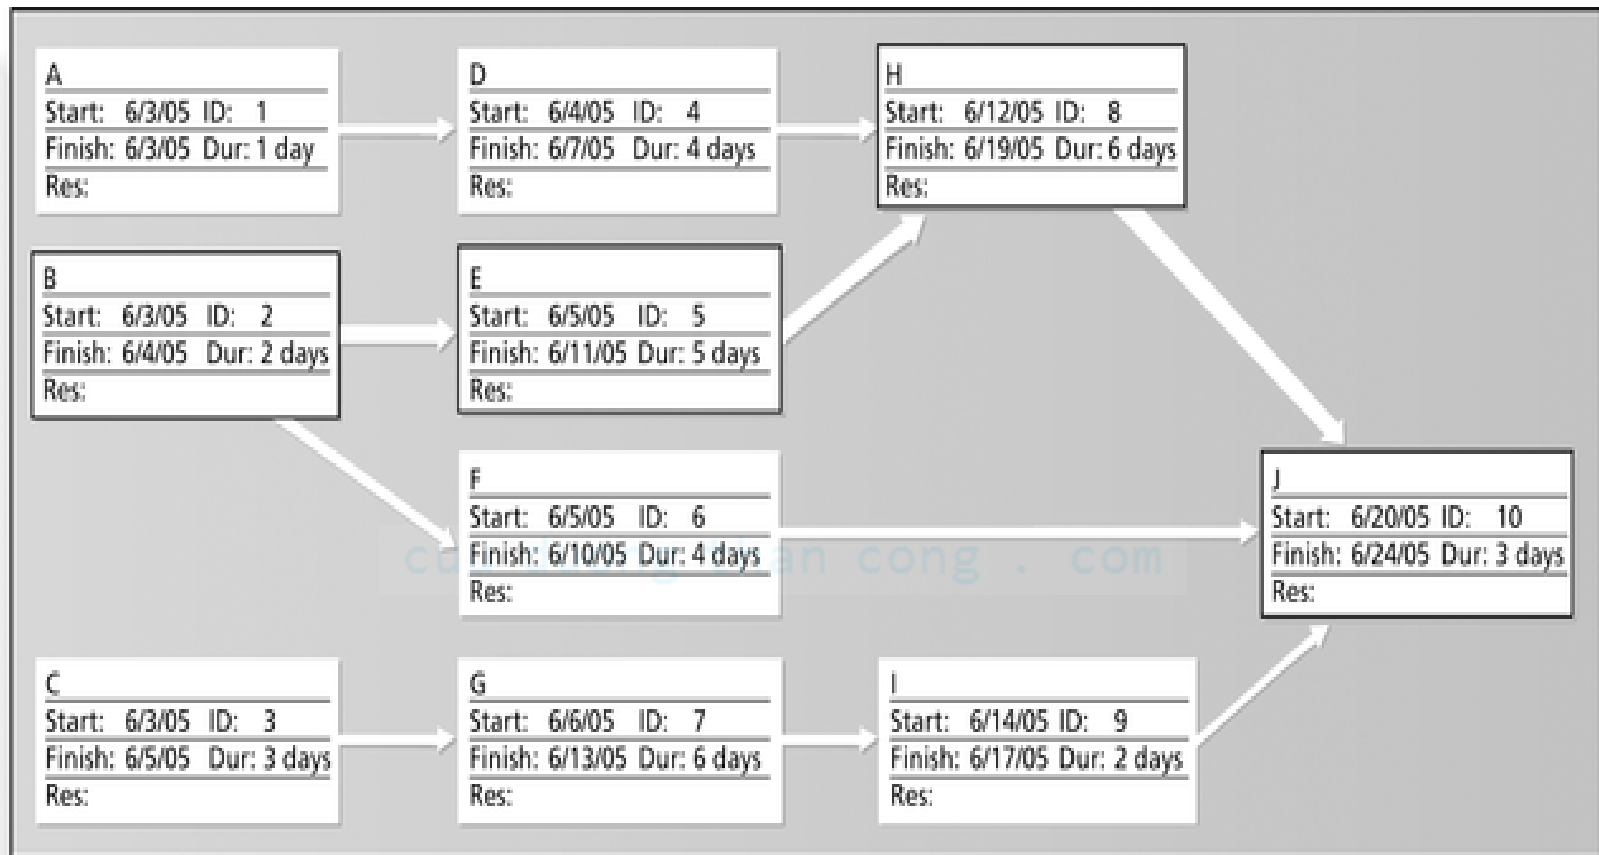 A
Start: 6/3/05 ID: 1
Finish: 6/3/05 Dur: 1 day
Res:
D
Start: 6/4/05 ID: 4
Finish: 6/7/05 Dur: 4 days
Res:
H
Start: 6/12/05 ID: 8
Finish: 6/19/05 Dur: 6 days
Res:
B
Start: 6/3/05 ID: 2
Finish: 6/4/05 Dur: 2 days
Res:
E
Start: 6/5/05 ID: 5
Finish: 6/11/05 Dur: 5 days
Res:
F
Start: 6/5/05 ID: 6
Finish: 6/10/05 Dur: 4 days
Res:
J
Start: 6/20/05 ID: 10
Finish: 6/24/05 Dur: 3 days
Res:
C
Start: 6/3/05 ID: 3
Finish: 6/5/05 Dur: 3 days
Res:
G
Start: 6/6/05 ID: 7
Finish: 6/13/05 Dur: 6 days
Res:
I
Start: 6/14/05 ID: 9
Finish: 6/17/05 Dur: 2 days
Res:
cong . com